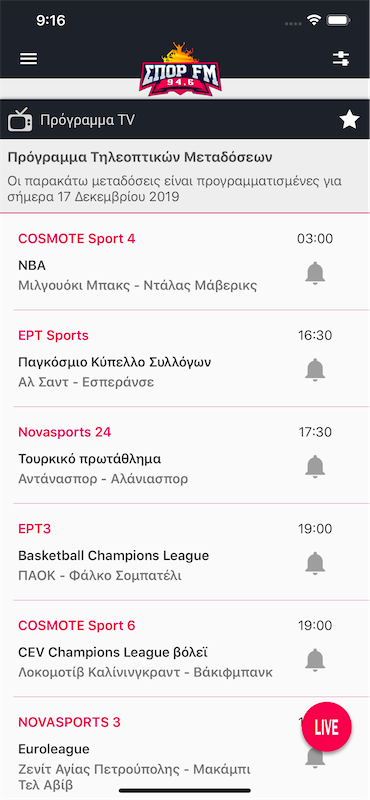 9:16
ΣΠΟΡ FM
94.6
Πρόγραμμα TV
Πρόγραμμα Τηλεοπτικών Μεταδόσεων
Οι παρακάτω μεταδόσεις είναι προγραμματισμένες για
σήμερα 17 Δεκεμβρίου 2019
COSMOTE Sport 4 03:00
NBA
Μιλγουόκι Μπακς - Ντάλας Μάβερικς
ΕΡΤ Sports 16:30
Παγκόσμιο Κύπελλο Συλλόγων
Αλ Σαντ - Εσπεράνσε
Novasports 24 17:30
Τουρκικό πρωτάθλημα
Αντάνασπορ - Αλάνιασπορ
ΕΡΤ3 19:00
Basketball Champions League
ΠΑΟΚ - Φάλκο Σομπατέλι
COSMOTE Sport 6 19:00
CEV Champions League βόλεϊ
Λοκομοτίβ Καλίνινγκραντ - Βάκιφμπανκ
NOVASPORTS 3
LIVE
Euroleague
Ζενίτ Αγίας Πετρούπολης - Μακάμπι
Τελ Αβίβ